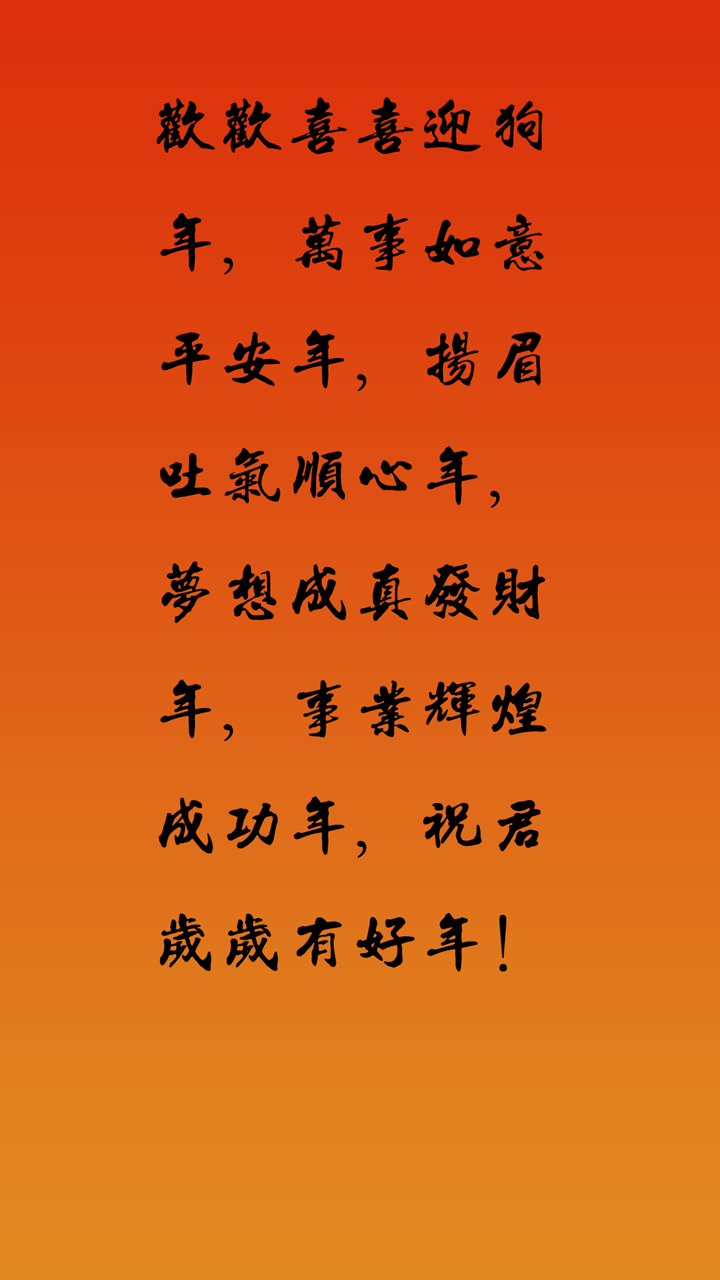 歡歡喜喜迎狗
年，萬事如意
平安年，揚眉
吐氣順心年，
夢想成真發財
年，事業輝煌
成功年，祝君
歲歲有好年！